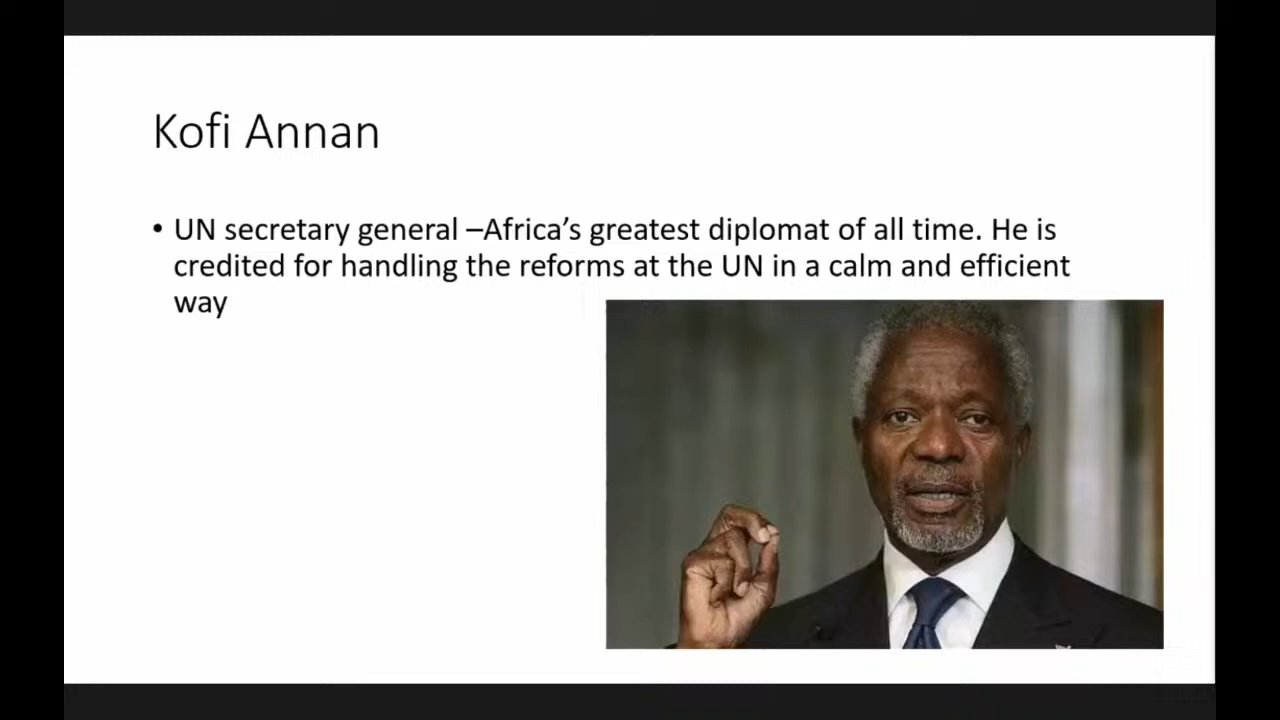 Kofi Annan
• UN secretary general –Africa’s greatest diplomat of all time. He is
credited for handling the reforms at the UN in a calm and efficient
way